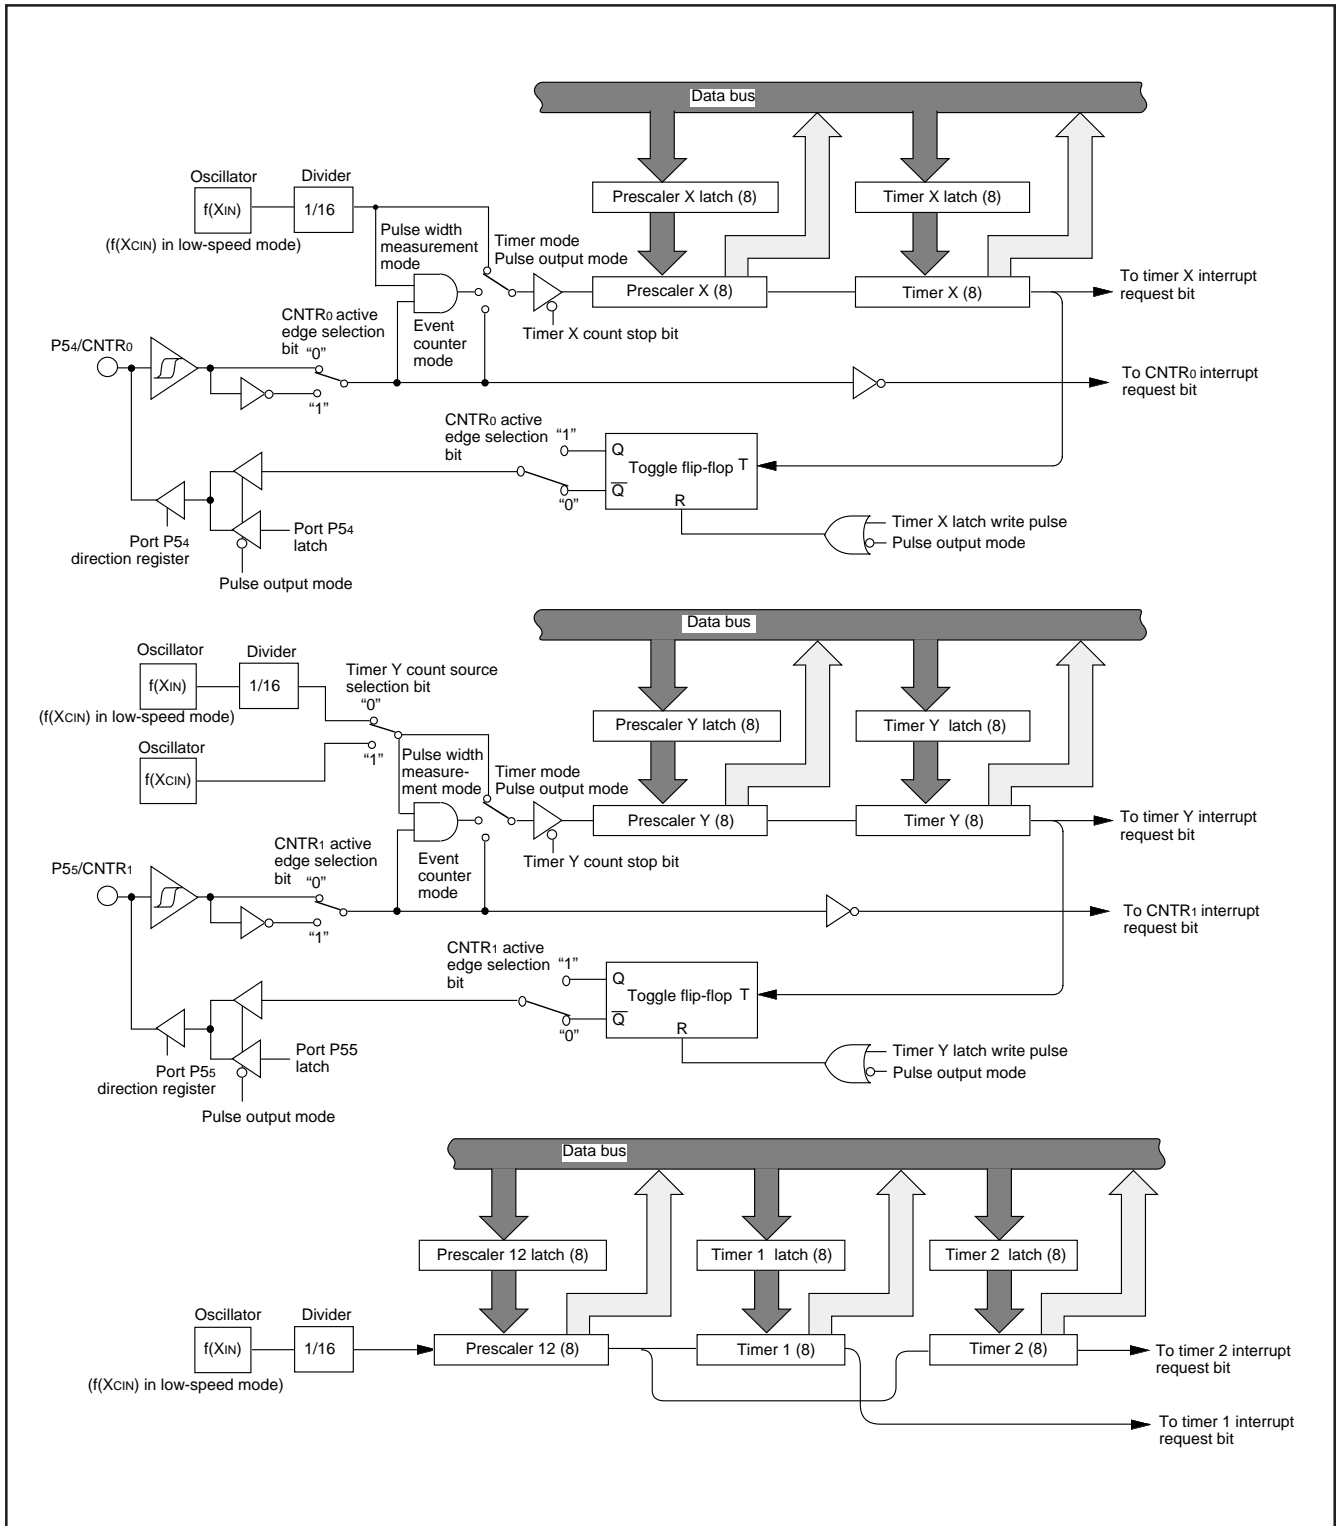 Data bus
Oscillator
Divider
f(XIN)
1/16
(f(XCIN) in low-speed mode)
Prescaler X latch (8)
Timer X latch (8)
Pulse width
measurement
mode
Timer mode
Pulse output mode
Prescaler X (8)
Timer X (8)
To timer X interrupt
request bit
Timer X count stop bit
CNTR0 active
edge selection
bit
"0"
Event
counter
mode
P54/CNTR0
"1"
To CNTR0 interrupt
request bit
CNTR0 active
edge selection
bit
"1"
Q
Toggle flip-flop
T
Q
"0"
R
Timer X latch write pulse
Pulse output mode
Port P54
latch
Port P54
direction register
Pulse output mode
Data bus
Oscillator
Divider
f(XIN)
1/16
(f(XCIN) in low-speed mode)
Timer Y count source
selection bit
"0"
Oscillator
f(XCIN)
"1"
Prescaler Y latch (8)
Timer Y latch (8)
Pulse width
measure-
ment mode
Timer mode
Pulse output mode
Prescaler Y (8)
Timer Y (8)
To timer Y interrupt
request bit
Timer Y count stop bit
CNTR1 active
edge selection
bit
"0"
Event
counter
mode
P55/CNTR1
"1"
To CNTR1 interrupt
request bit
CNTR1 active
edge selection
bit
"1"
Q
Toggle flip-flop
T
Q
"0"
R
Timer Y latch write pulse
Pulse output mode
Port P55
latch
Port P55
direction register
Pulse output mode
Data bus
Prescaler 12 latch (8)
Timer 1 latch (8)
Timer 2 latch (8)
Oscillator
Divider
f(XIN)
1/16
(f(XCIN) in low-speed mode)
Prescaler 12 (8)
Timer 1 (8)
Timer 2 (8)
To timer 2 interrupt
request bit
To timer 1 interrupt
request bit